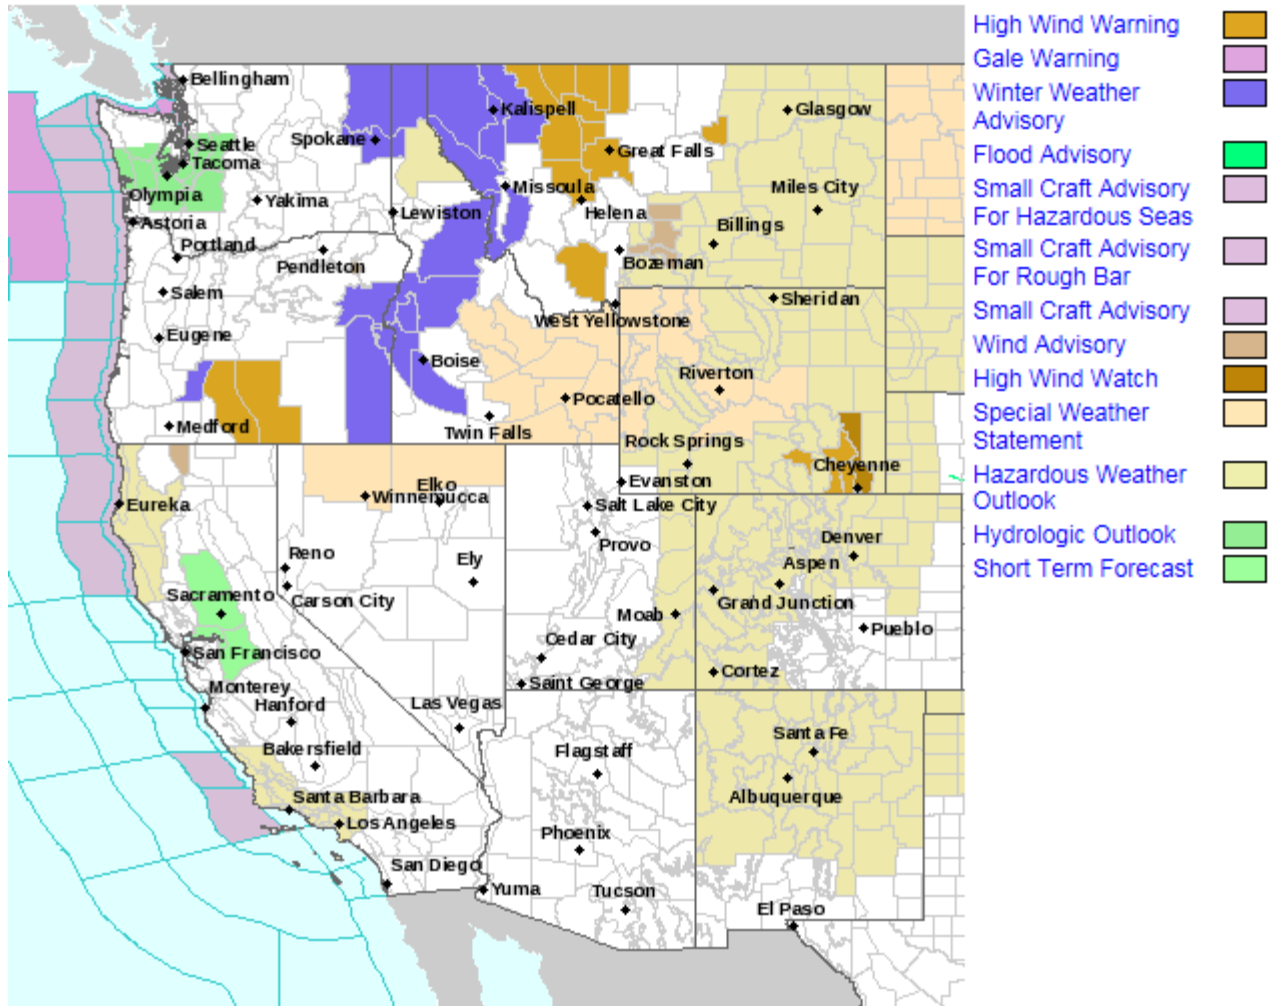 High Wind Warning
Gale Warning
Winter Weather
Advisory
Flood Advisory
Small Craft Advisory
For Hazardous Seas
Small Craft Advisory
For Rough Bar
Small Craft Advisory
Wind Advisory
High Wind Watch
Special Weather
Statement
Hazardous Weather
Outlook
Hydrologic Outlook
Short Term Forecast
Bellingham
Kalispell
Glasgow
Seattle
Spokane
Great Falls
Tacoma
Olympia
Missoula
Miles City
Yakima
Lewiston
Helena
Astoria
Billings
Portland
Pendleton
Bozeman
Salem
Sheridan
West Yellowstone
Eugene
Boise
Riverton
Pocatello
Medford
Twin Falls
Rock Springs
Cheyenne
Elko
Evanston
Winnemucca
Eureka
Salt Lake City
Denver
Provo
Reno
Ely
Aspen
Sacramento
Carson City
Grand Junction
Moab
Pueblo
Cedar City
San Francisco
Cortez
Saint George
Monterey
Hanford
Las Vegas
Santa Fe
Bakersfield
Flagstaff
Santa Barbara
Albuquerque
Los Angeles
Phoenix
San Diego
Yuma
Tucson
El Paso